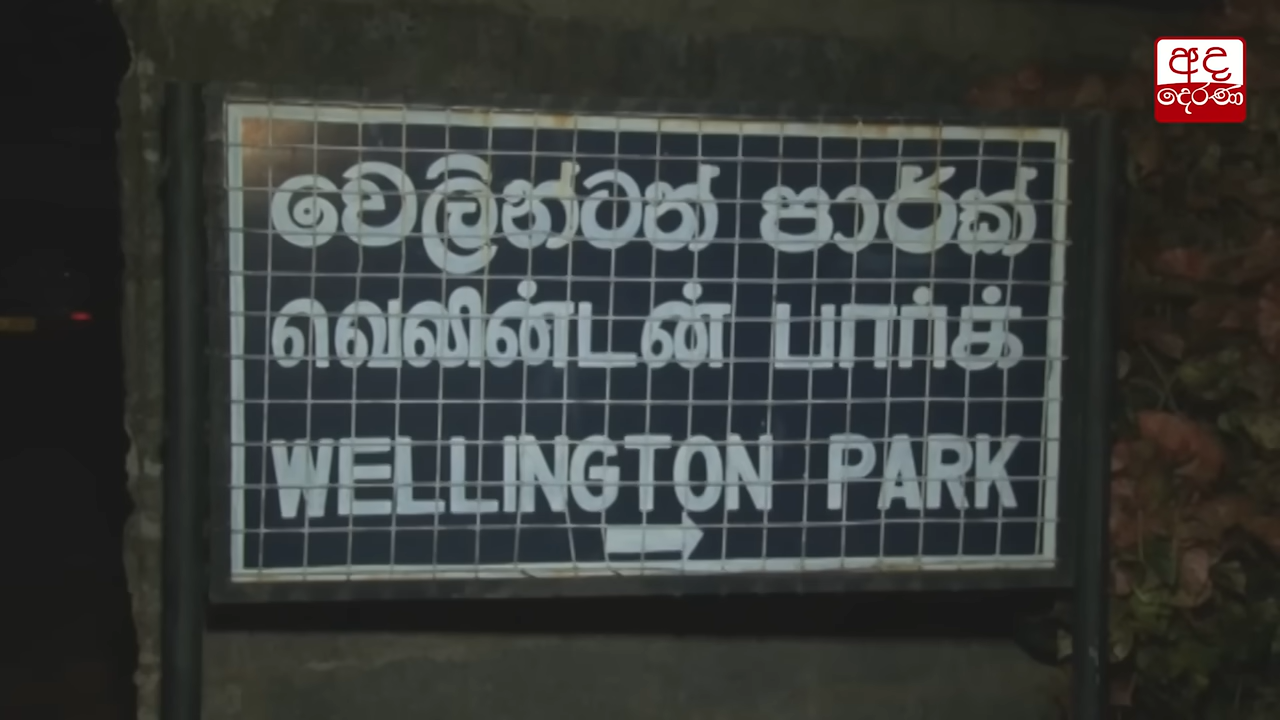 අද
දෙරණ
වෙලින්ටන් පාර්ක්
வெலின்டன் பார்க்
WELLINGTON PARK